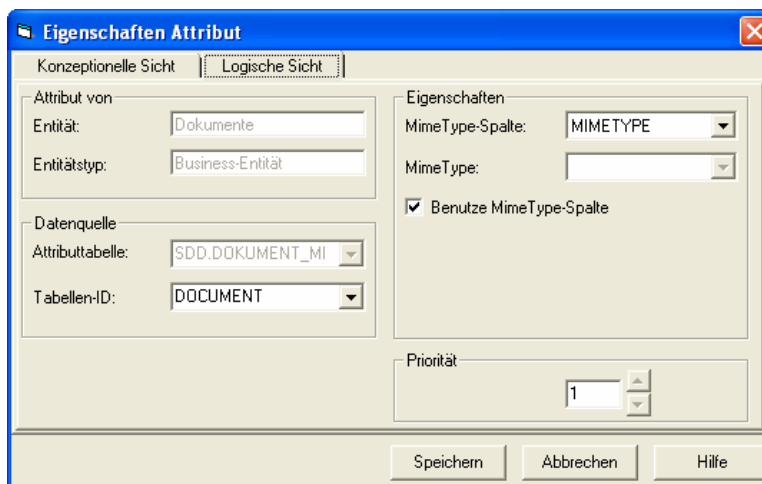 Eigenschaften Attribut
Konzeptionelle Sicht
Logische Sicht
Attribut von
Entität:
Dokumente
Entitätstyp:
Business-Entität
Datenquelle
Attributtabelle:
SDD.DOKUMENT_MI
Tabellen-ID:
DOCUMENT
Eigenschaften
MimeType-Spalte:
MIMETYPE
MimeType:
Benutze MimeType-Spalte
Priorität
1
Speichern
Abbrechen
Hilfe